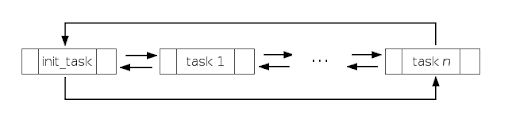 init_task task 1 ... task n